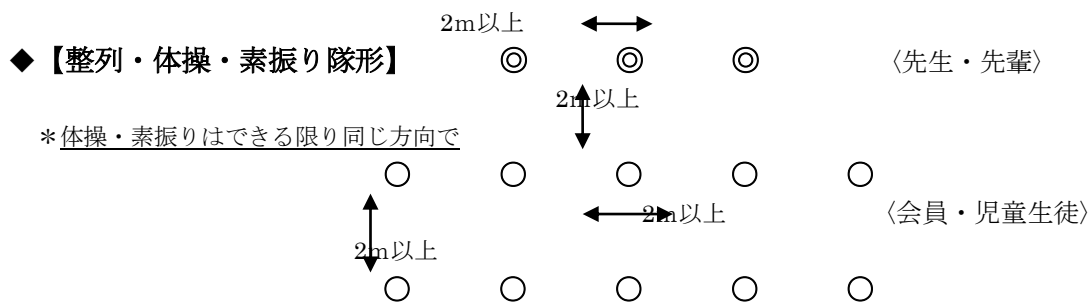 2m以上
◆【整列・体操・素振り隊形】 ◎ ◎ ◎ 〈先生・先輩〉
2m以上
＊体操・素振りはできる限り同じ方向で
○ ○ ○ ○ ○
2m以上 〈会員・児童生徒〉
2m以上
○ ○ ○ ○ ○